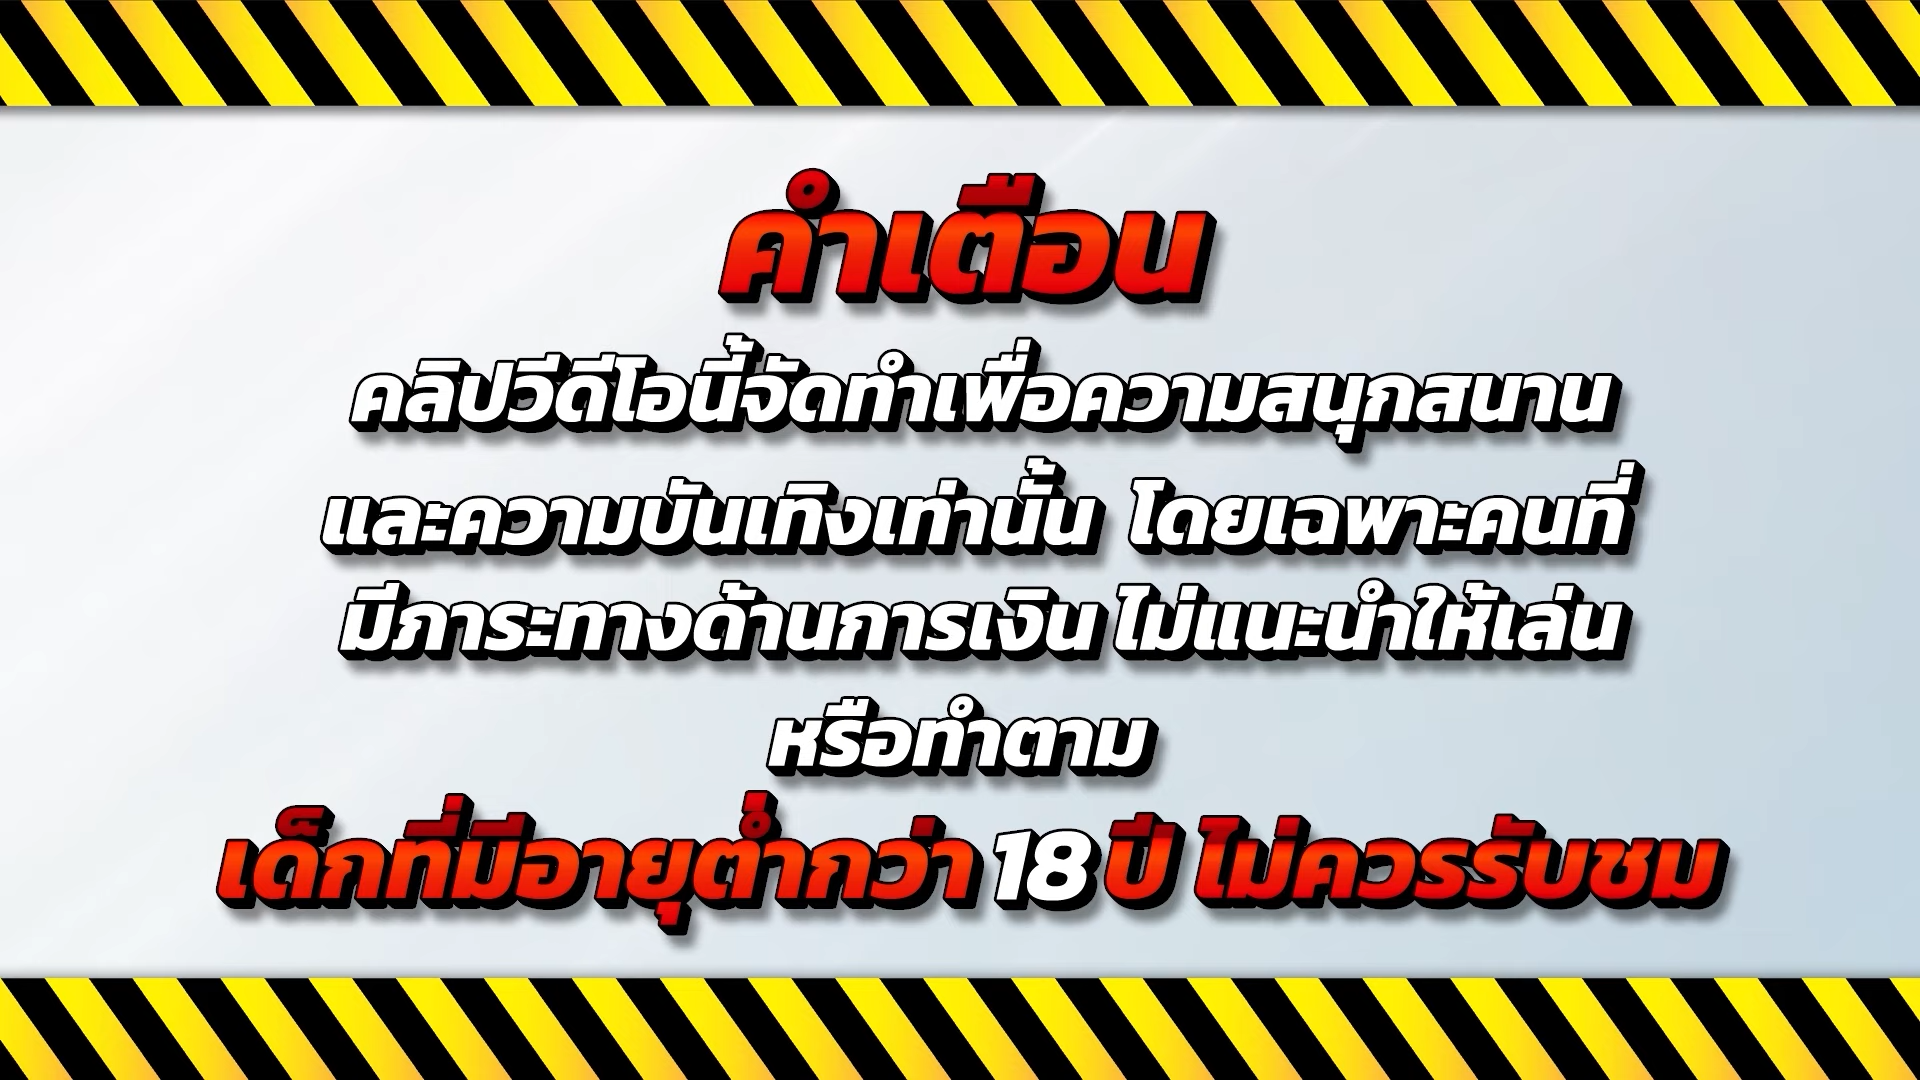 คำเตือน
คลิปวีดีโอนี้จัดทำเพื่อความสนุกสนาน
และความบันเทิงเท่านั้น โดยเฉพาะคนที่
มีภาระทางด้านการเงิน ไม่แนะนำให้เล่น
หรือทำตาม
เด็กที่มีอายุต่ำกว่า 18 ปี ไม่ควรรับชม